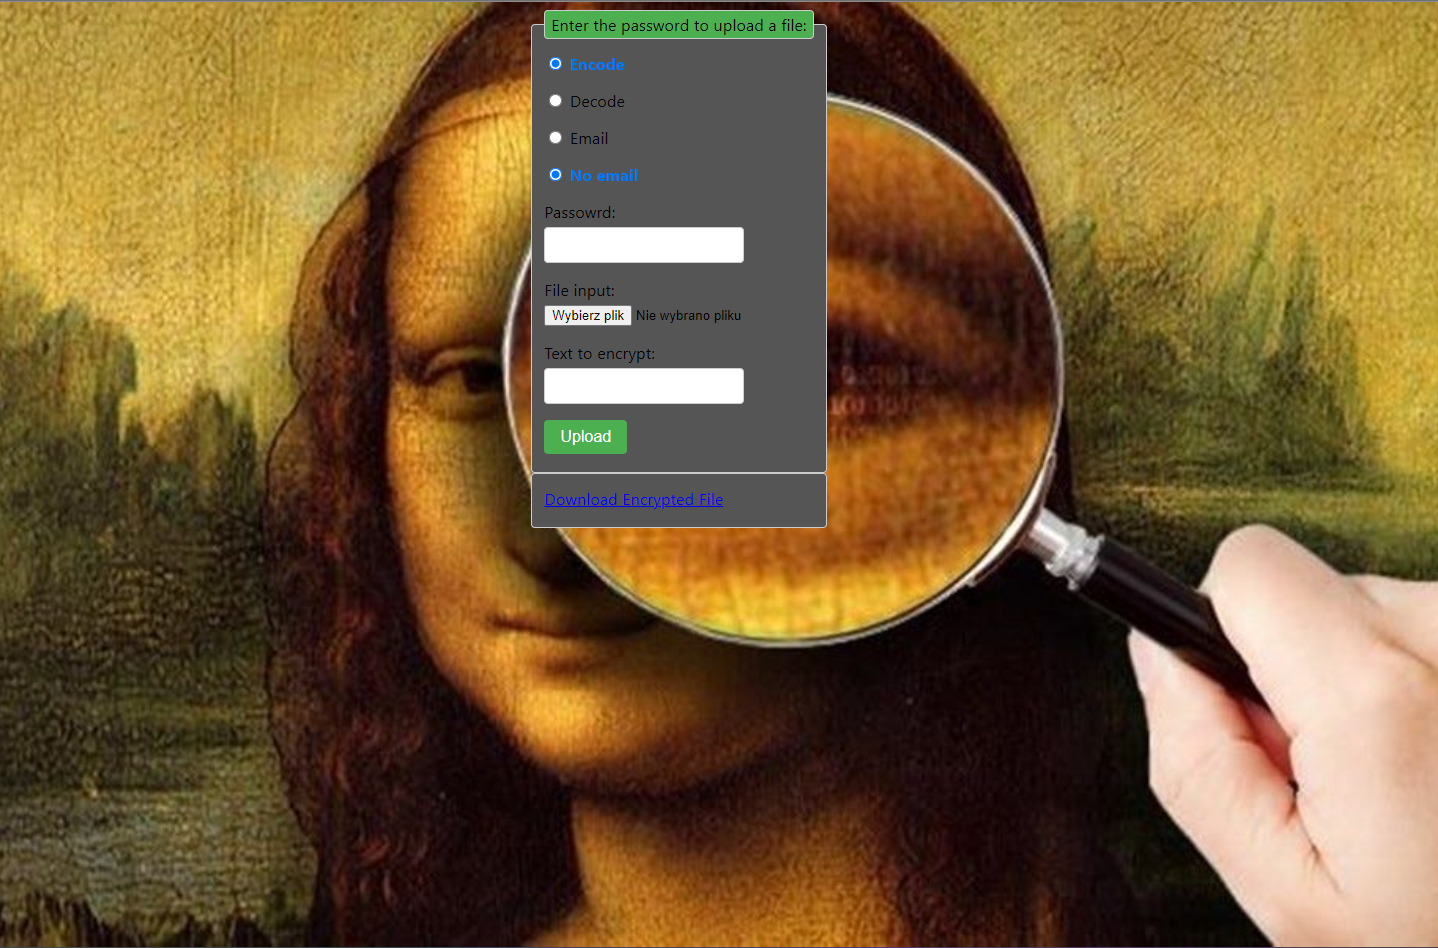 Enter the password to upload a file:
Encode
Decode
Email
No email
Passowrd:
File input:
Wybierz plik Nie wybrano pliku
Text to encrypt:
Upload
Download Encrypted File